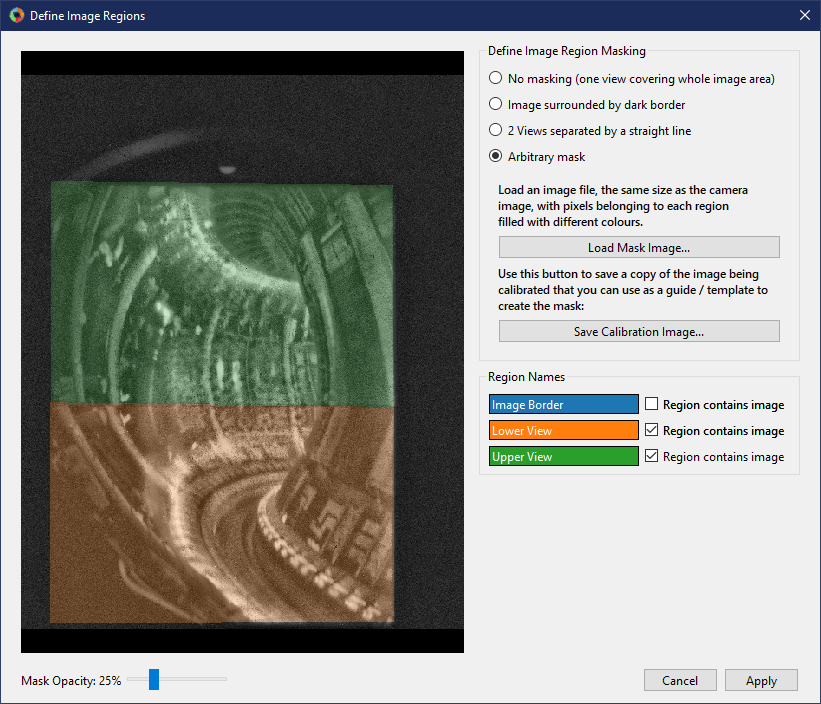 Define Image Regions
Define Image Region Masking
No masking (one view covering whole image area)
Image surrounded by dark border
2 Views separated by a straight line
Arbitrary mask
Load an image file, the same size as the camera
image, with pixels belonging to each region
filled with different colours.
Load Mask Image...
Use this button to save a copy of the image being
calibrated that you can use as a guide / template to
create the mask:
Save Calibration Image...
Region Names
Image Border Region contains image
Lower View Region contains image
Upper View Region contains image
Mask Opacity: 25%
Cancel Apply